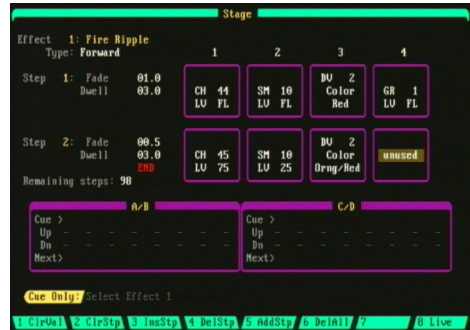 Stage
Effect 1: Fire Ripple
Type: Forward
1 2 3 4
Step 1: Fade 01.0
Dwell 03.0
CH 44
LV FL
SM 10
LV FL
DV 2
Color
Red
GR 1
LV FL
Step 2: Fade 00.5
Dwell 03.0
END
CH 45
LV 75
SM 10
LV 25
DV 2
Color
Orng/Red
unused
Remaining steps: 98
A/B
Cue >
Up - - - - - - - -
Dn - - - - - - - -
Next>
C/D
Cue >
Up - - - - - - - -
Dn - - - - - - - -
Next>
Cue Only: Select Effect 1
1 ClrVal 2 ClrStp 3 InsStp 4 DelStp 5 AddStp 6 DelAll 7 8 Live